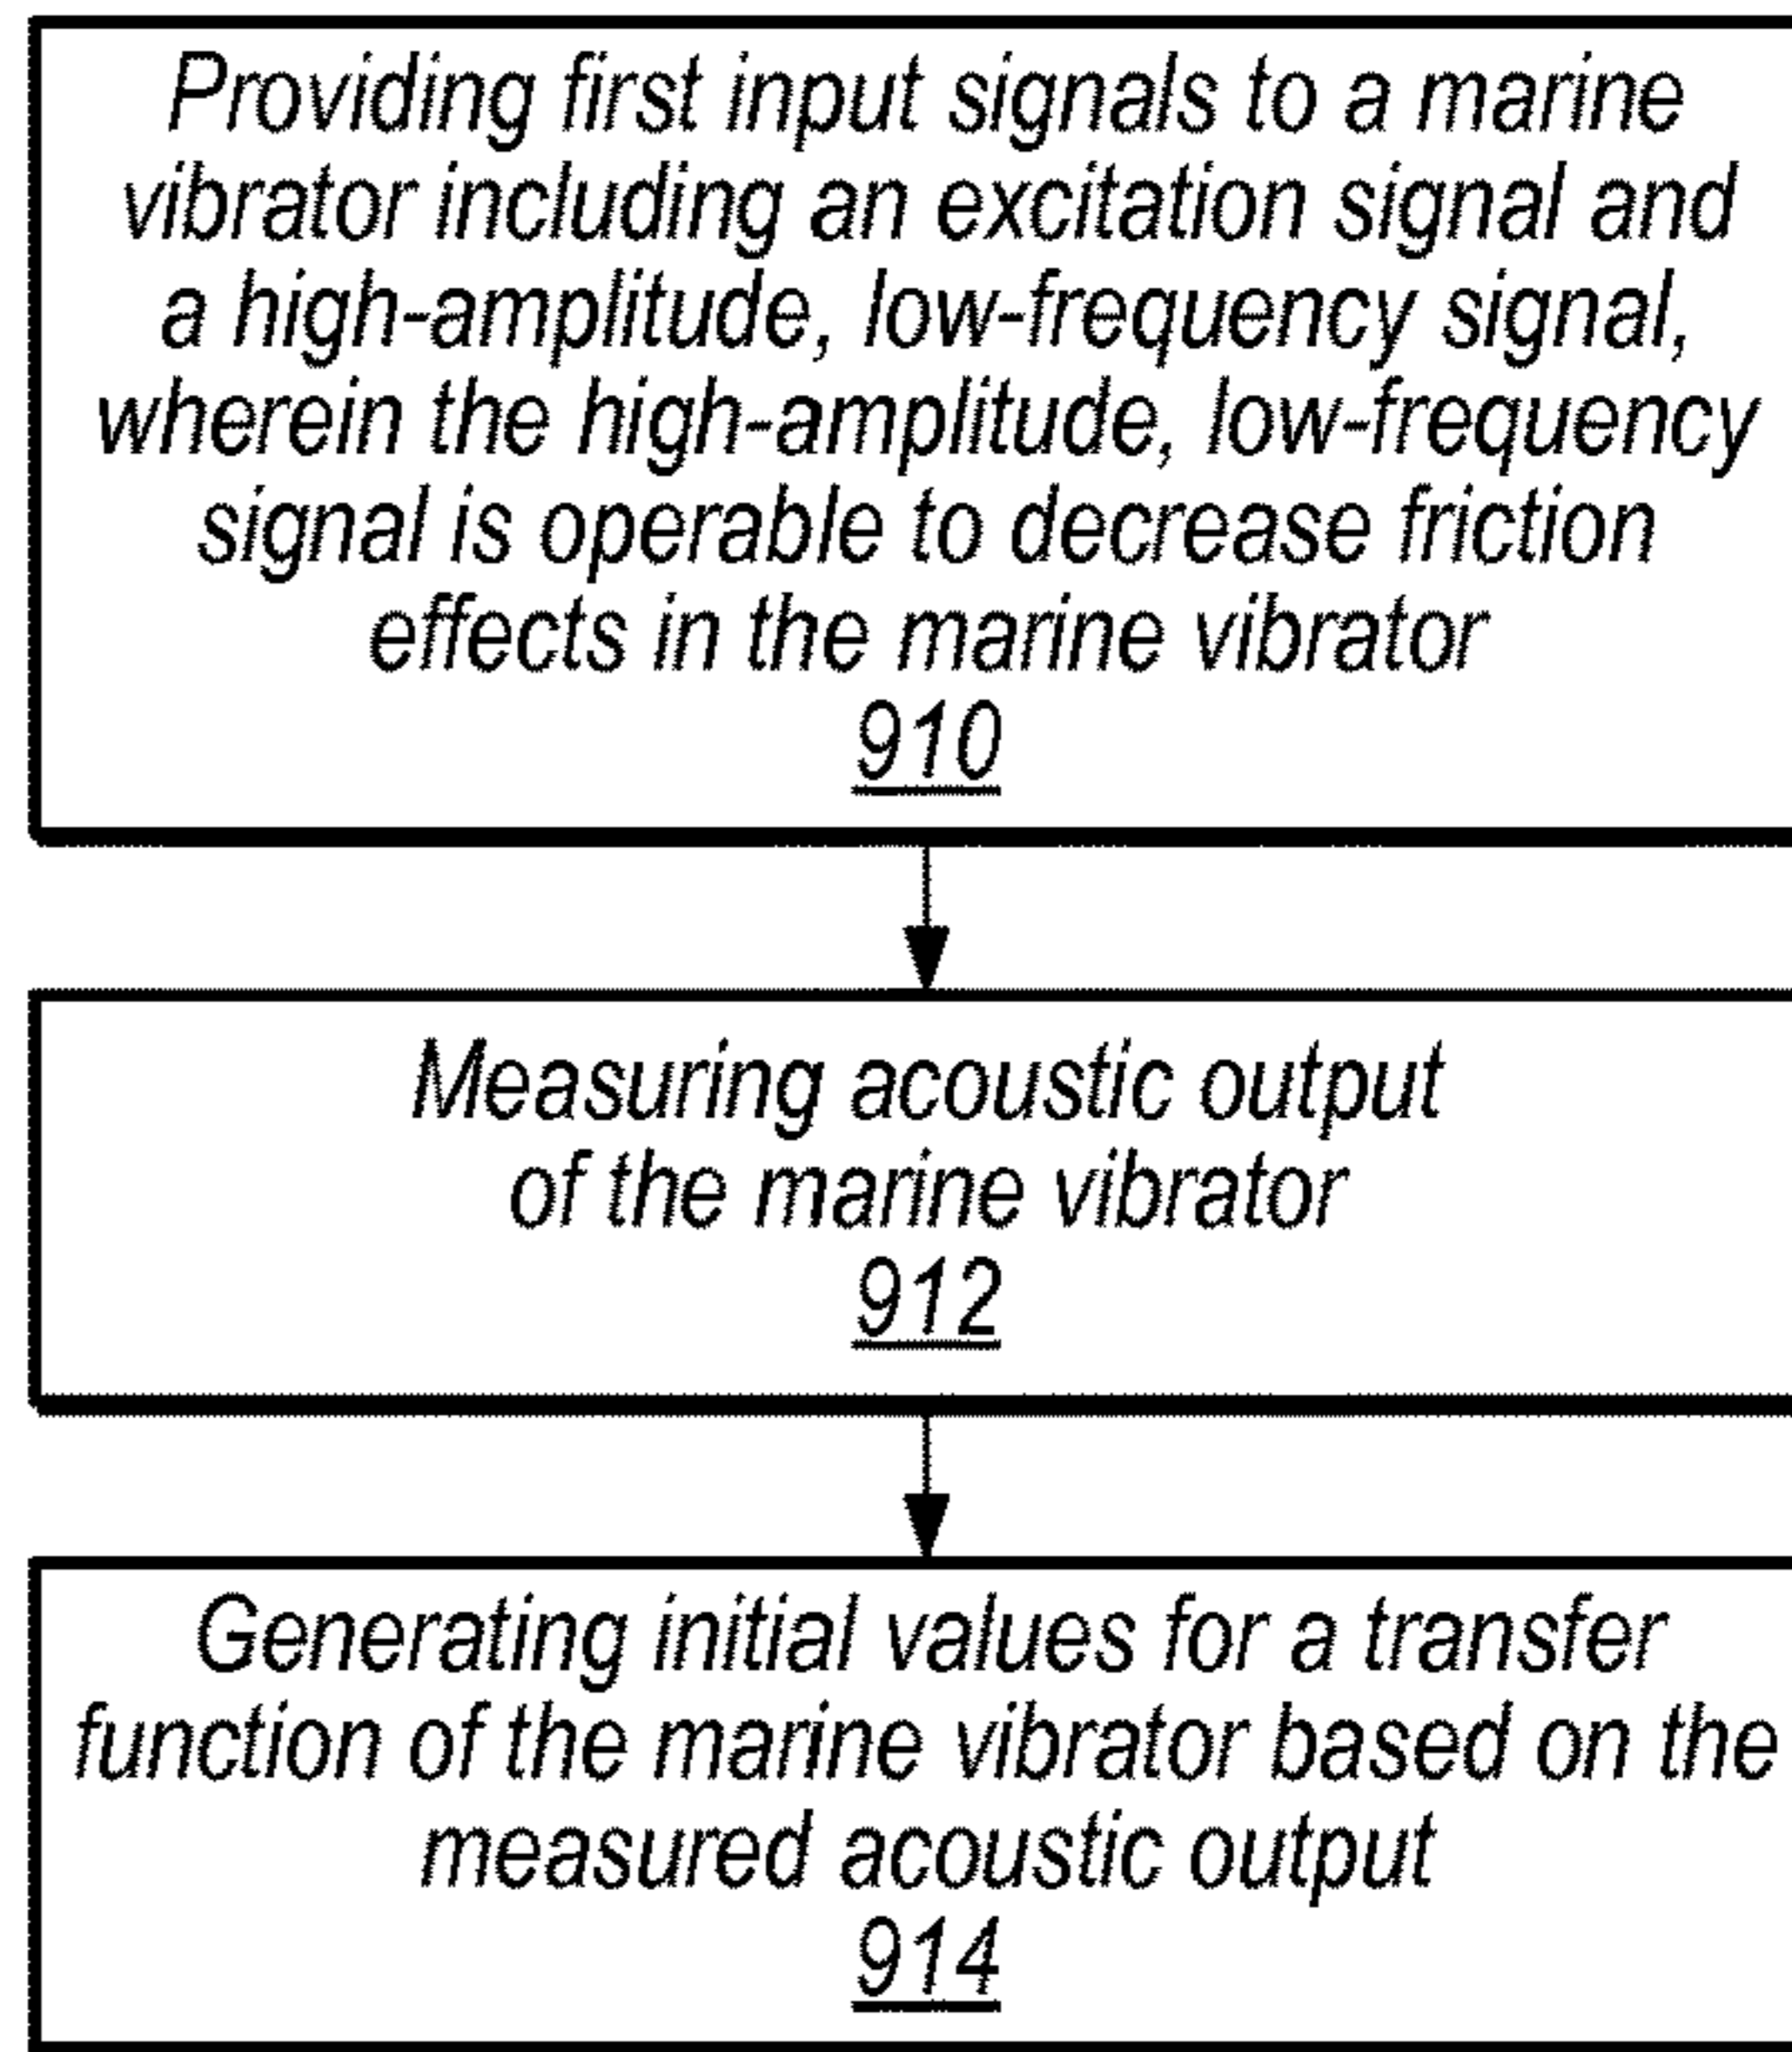 Providing first input signals to a marine
vibrator including an excitation signal and
a high-amplitude, low-frequency signal,
wherein the high-amplitude, low-frequency
signal is operable to decrease friction
effects in the marine vibrator
910
Measuring acoustic output
of the marine vibrator
912
Generating initial values for a transfer
function of the marine vibrator based on the
measured acoustic output
914